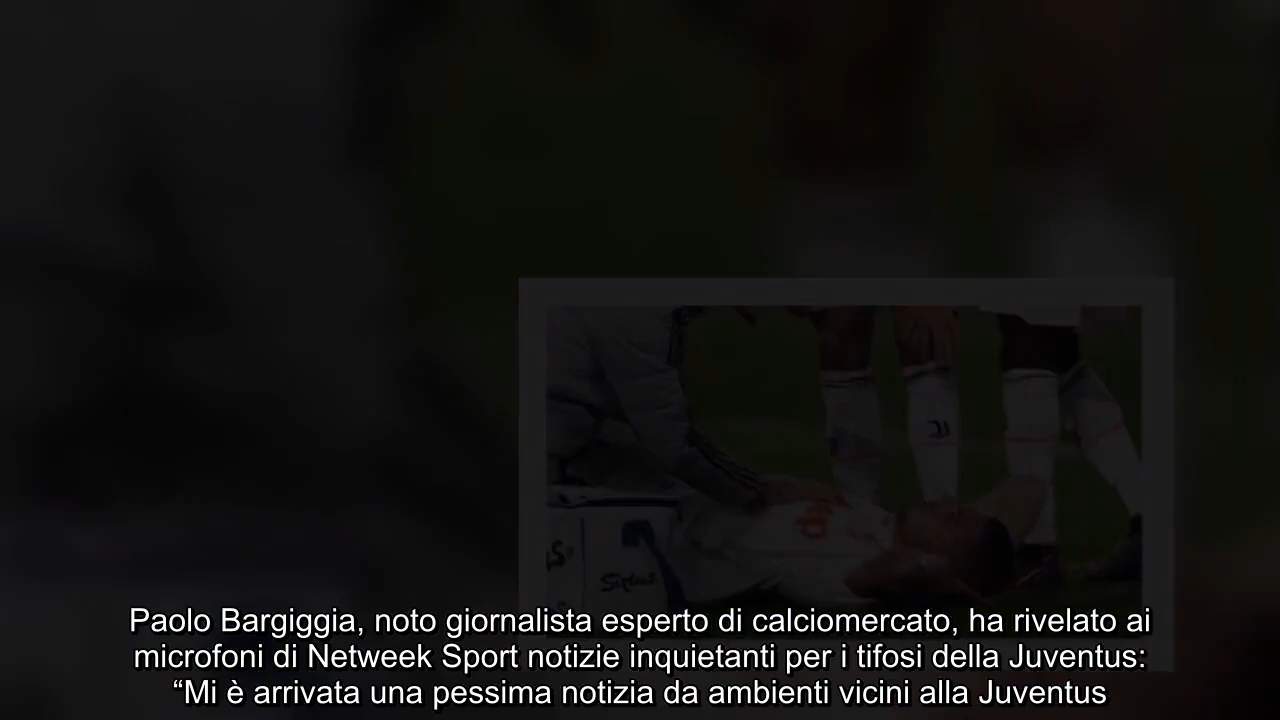 Sixtus
Paolo Bargiggia, noto giornalista esperto di calciomercato, ha rivelato ai
microfoni di Netweek Sport notizie inquietanti per i tifosi della Juventus:
“Mi è arrivata una pessima notizia da ambienti vicini alla Juventus